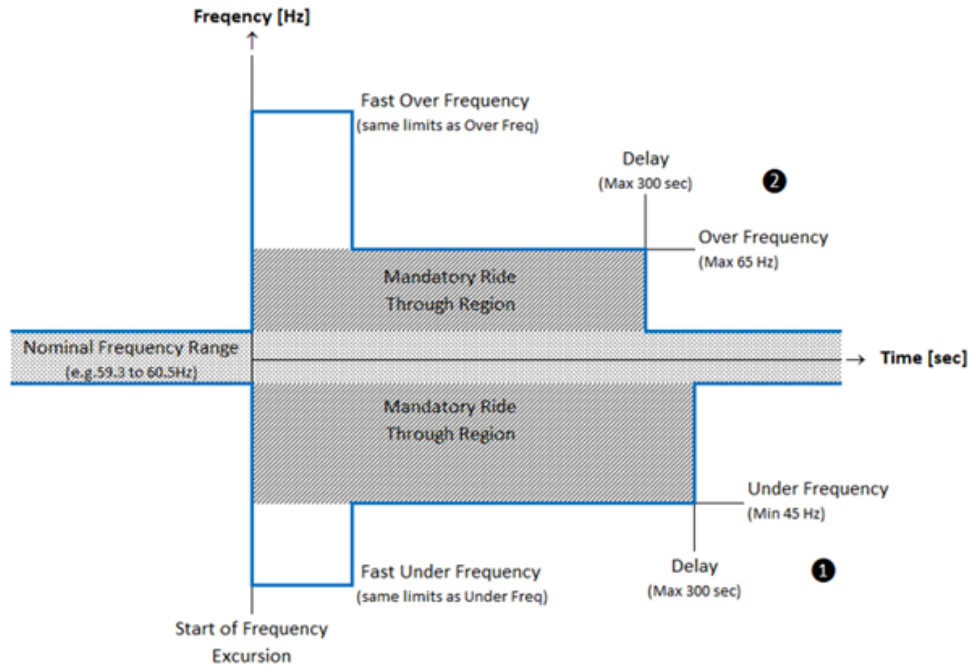 Freqency [Hz]
Fast Over Frequency
(same limits as Over Freq)
Delay
(Max 300 sec)
❷
Over Frequency
(Max 65 Hz)
Mandatory Ride
Through Region
Nominal Frequency Range
(e.g.59.3 to 60.5Hz)
Time [sec]
Mandatory Ride
Through Region
Under Frequency
(Min 45 Hz)
Fast Under Frequency
(same limits as Under Freq)
Delay
(Max 300 sec)
❶
Start of Frequency
Excursion